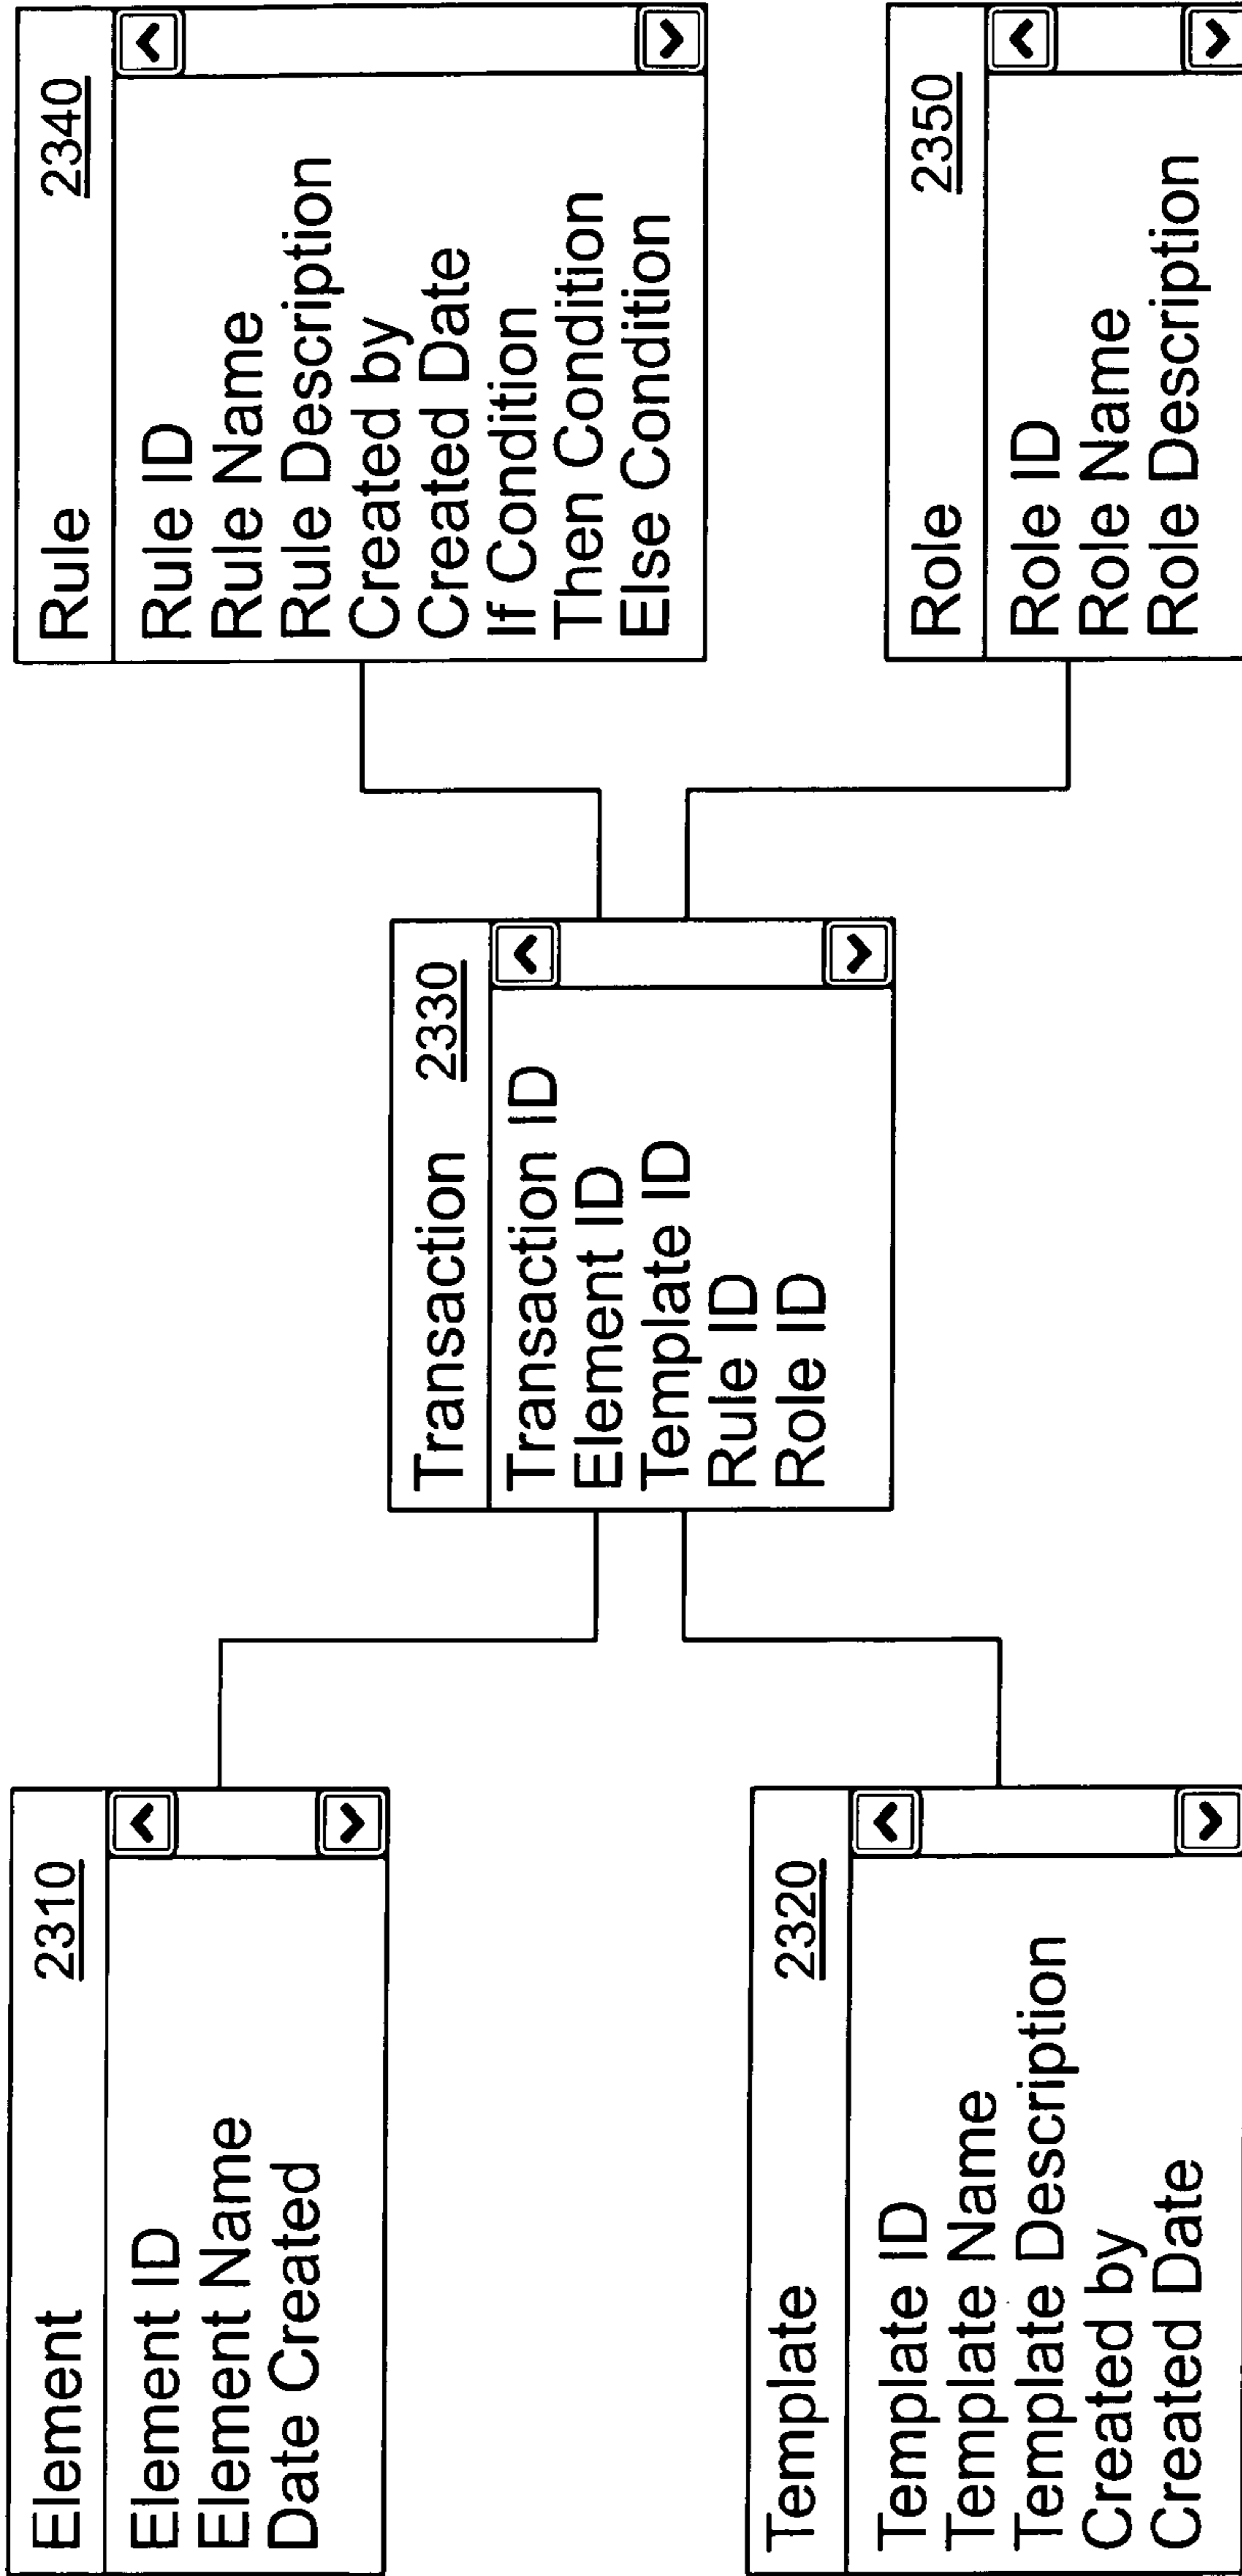 Element 2310
Element ID
Element Name
Date Created
Template 2320
Template ID
Template Name
Template Description
Created by
Created Date
Transaction 2330
Transaction ID
Element ID
Template ID
Rule ID
Role ID
Rule 2340
Rule ID
Rule Name
Rule Description
Created by
Created Date
If Condition
Then Condition
Else Condition
Role 2350
Role ID
Role Name
Role Description